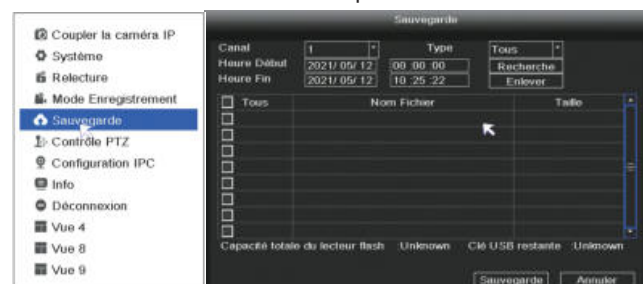 Coupler la caméra IP
Système
Relecture
Mode Enregistrement
Sauvegarde
Contrôle PTZ
Configuration IPC
Info
Déconnexion
Vue 4
Vue 8
Vue 9
Sauvegarde
Canal 1 Type Tous
Heure Début 2021/ 05/ 12 00 :00 :00 Recherche
Heure Fin 2021/ 05/ 12 10 :25 :22 Enlever
Tous Nom Fichier Taille
Capacité totale du lecteur flash :Unknown Clé USB restante :Unknown
Sauvegarde Annuler